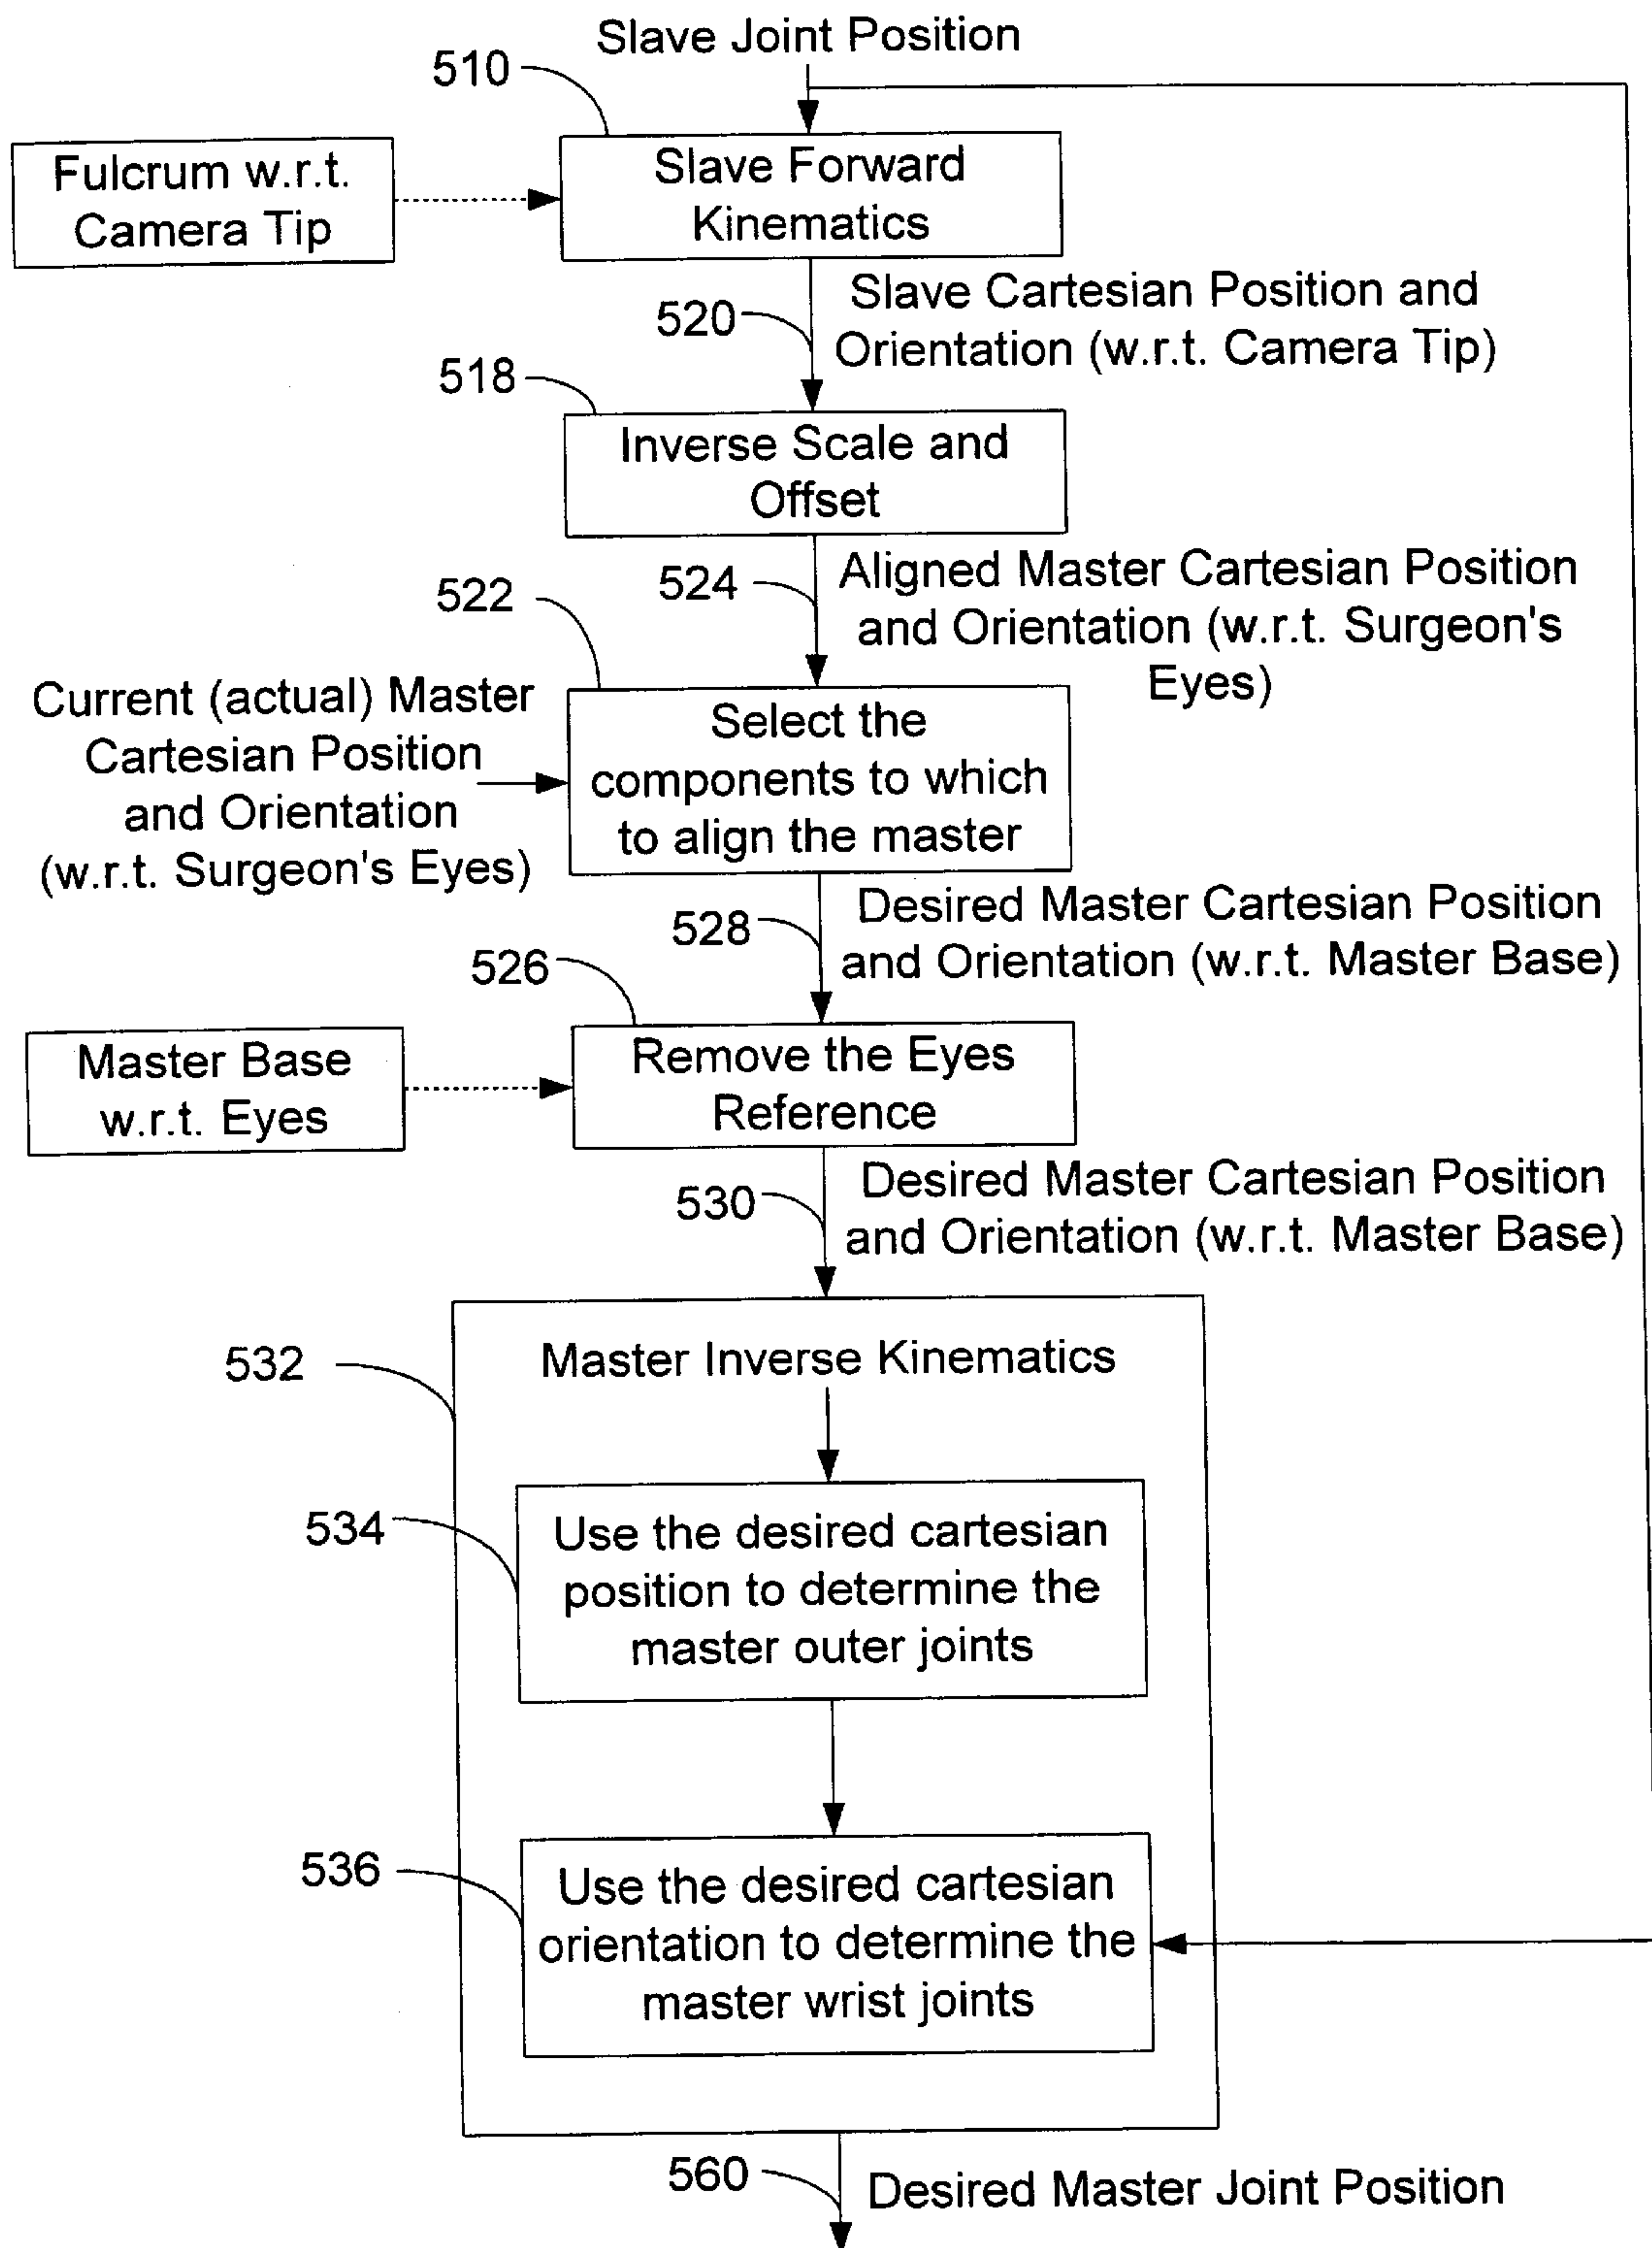 Slave Joint Position
510
Fulcrum w.r.t.
Camera Tip
Slave Forward
Kinematics
520
Slave Cartesian Position and
Orientation (w.r.t. Camera Tip)
518
Inverse Scale and
Offset
524
Aligned Master Cartesian Position
and Orientation (w.r.t. Surgeon's
Eyes)
522
Current (actual) Master
Cartesian Position
and Orientation
(w.r.t. Surgeon's Eyes)
Select the
components to which
to align the master
528
Desired Master Cartesian Position
and Orientation (w.r.t. Master Base)
526
Master Base
w.r.t. Eyes
Remove the Eyes
Reference
530
Desired Master Cartesian Position
and Orientation (w.r.t. Master Base)
532
Master Inverse Kinematics
534
Use the desired cartesian
position to determine the
master outer joints
536
Use the desired cartesian
orientation to determine the
master wrist joints
560
Desired Master Joint Position